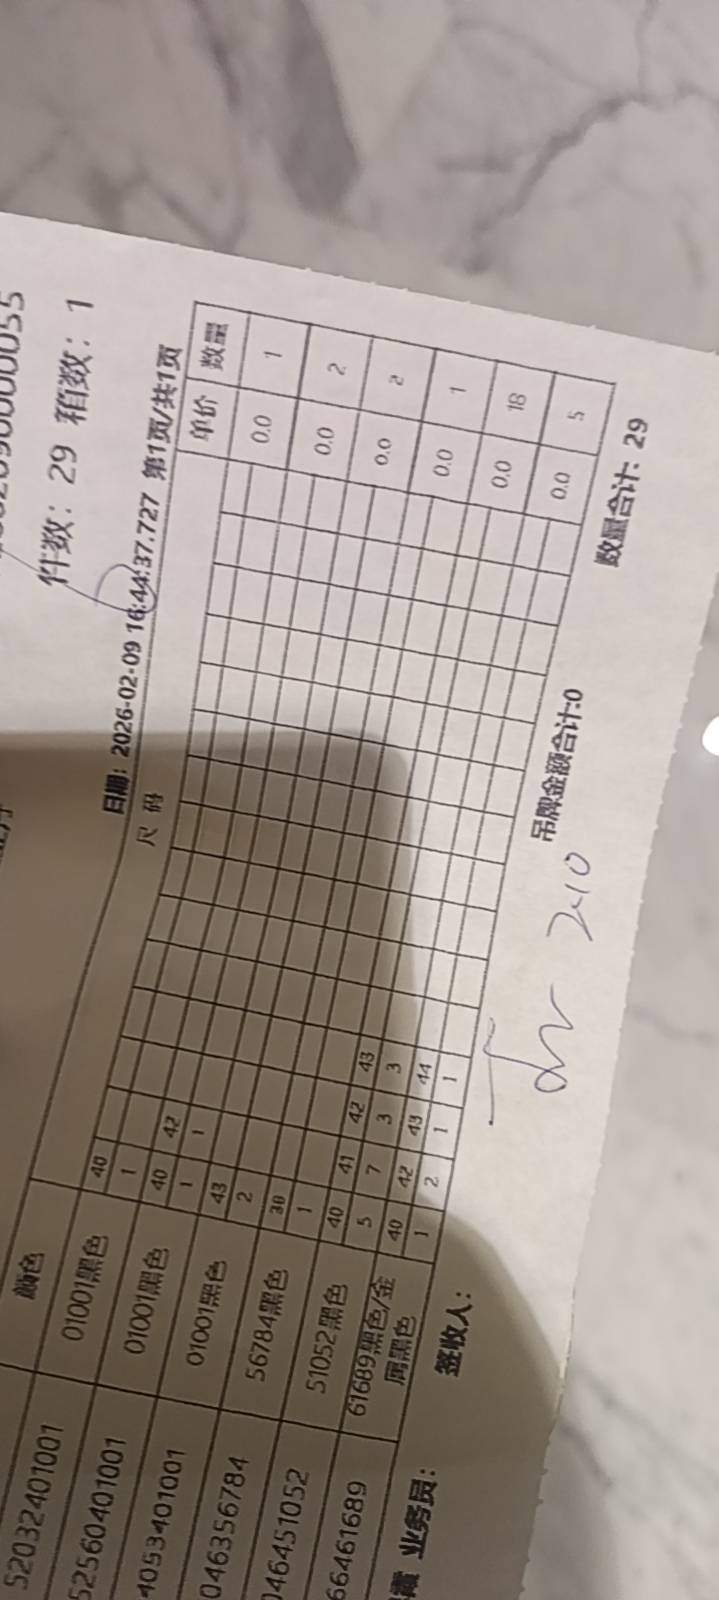 件数：29 箱数：1
日期：2026-02-09 16:44:37.727 第1页/共1页
颜色 尺 码 单价 数量
52032401001 01001黑色 40 0.0 1
1
52560401001 01001黑色 40 42 0.0 2
1 1
4053401001 01001黑色 43 0.0 2
2
046356784 56784黑色 38 0.0 1
1
046451052 51052黑色 40 41 42 43 0.0 18
5 7 3 3
66461689 61689黑色/金属黑色 40 42 43 44 0.0 5
1 2 1 1
业务员： 签收人： 吊牌金额合计:0 数量合计：29
2.10